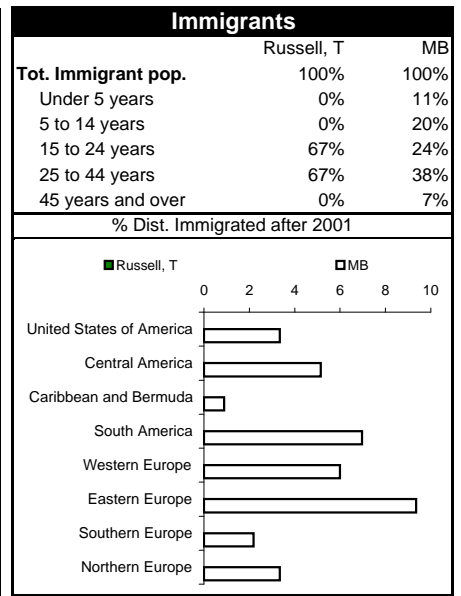 Immigrants
Russell, T MB
Tot. Immigrant pop. 100% 100%
Under 5 years 0% 11%
5 to 14 years 0% 20%
15 to 24 years 67% 24%
25 to 44 years 67% 38%
45 years and over 0% 7%
% Dist. Immigrated after 2001
Russell, T MB
0 2 4 6 8 10
United States of America
Central America
Caribbean and Bermuda
South America
Western Europe
Eastern Europe
Southern Europe
Northern Europe